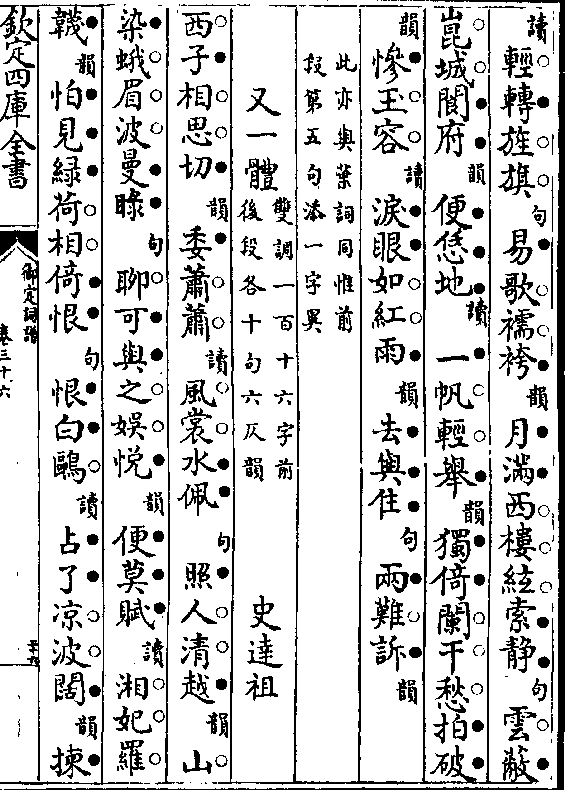 讀輕轉旌旗句易歌襦袴韻月滿西樓絃索靜句雲蔽
崑城閬府韻便恁地讀一帆輕舉韻獨倚闌干愁拍破
韻慘玉容讀淚眼如紅雨韻去與住句兩難訴韻
此亦與葉詞同惟前
段第五句添一字異
又一體雙調一百十六字前
後段各十句六仄韻史達祖
西子相思切韻委蕭蕭讀風裳水佩句照人清越韻山
染蛾眉波曼睩句聊可與之娛悅韻便莫賦讀湘妃羅
韈韻怕見綠荷相倚恨句恨白鷗讀占了涼波闊韻揀
欽定四庫全書
御定詞譜
卷三十六